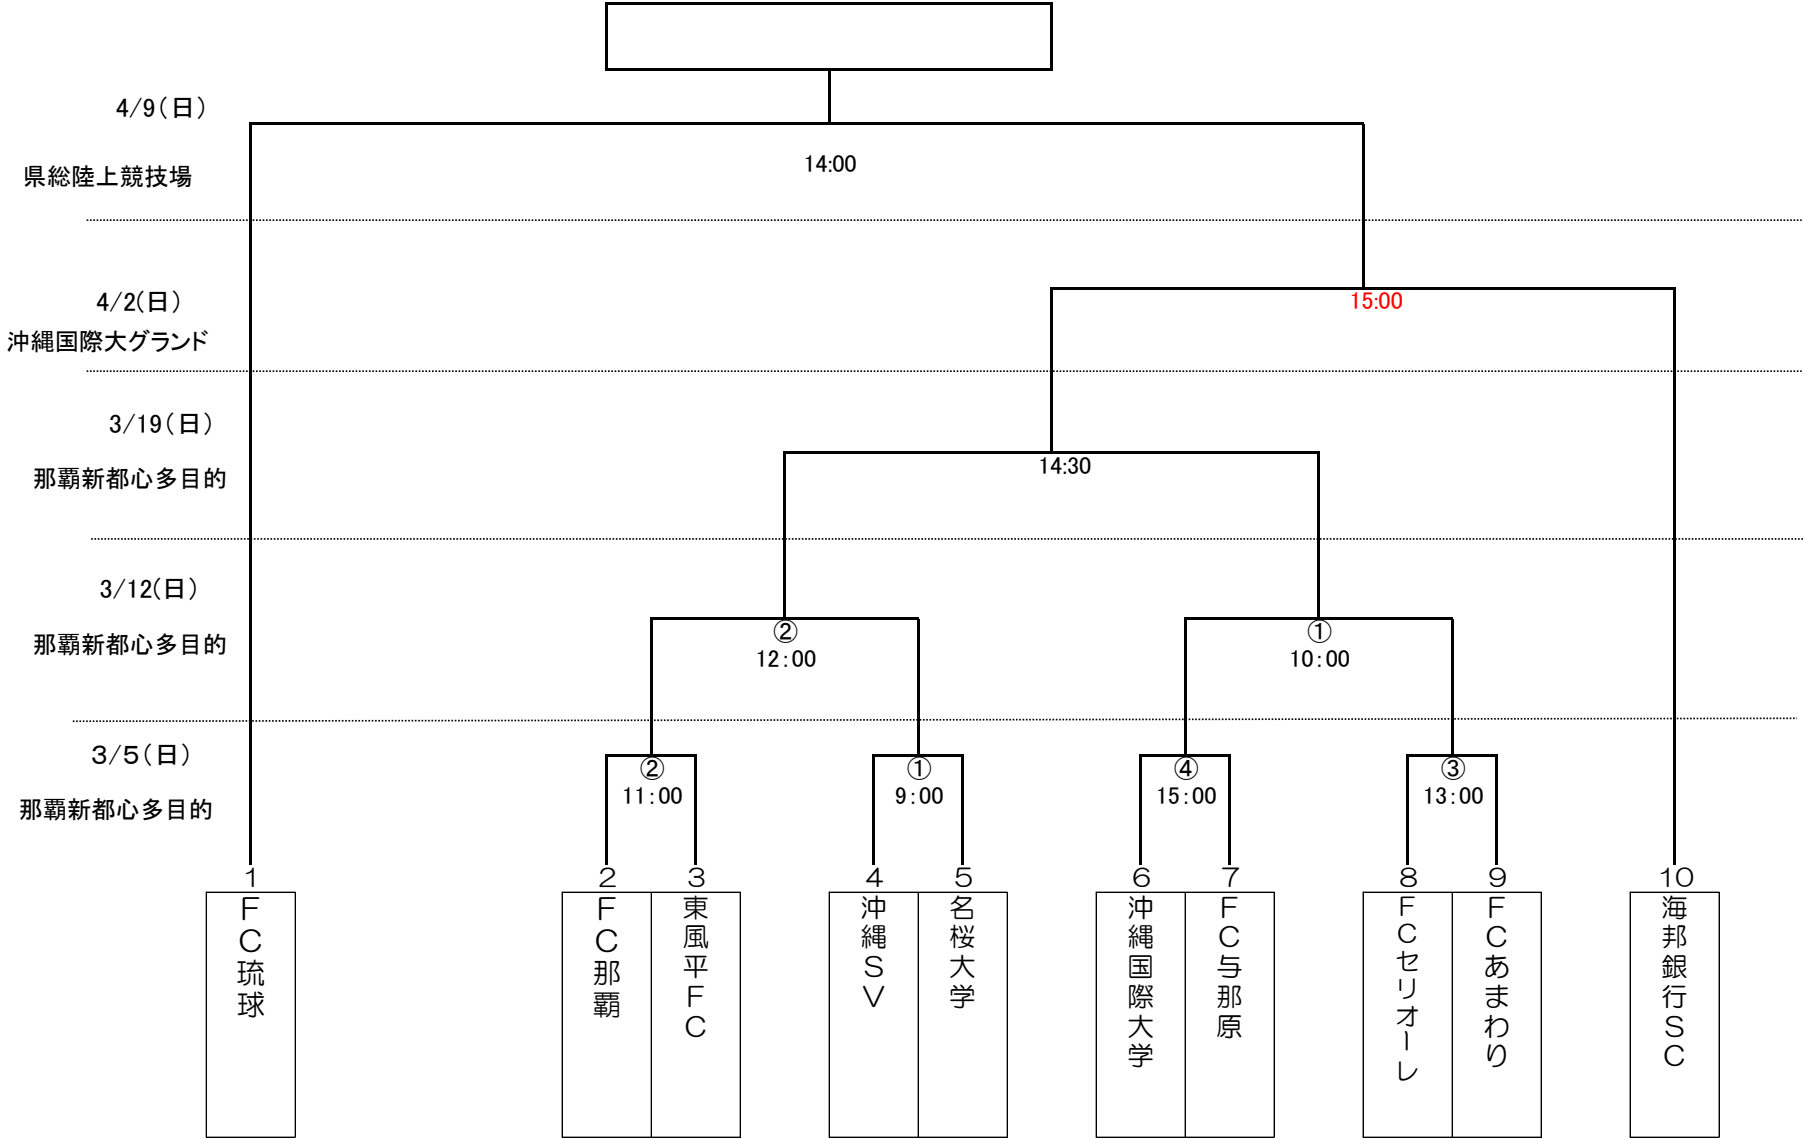 4/9(日)
14:00
県総陸上競技場
4/2(日)
15:00
沖縄国際大グランド
3/19(日)
14:30
那覇新都心多目的
3/12(日)
② ①
那覇新都心多目的
12:00 10:00
3/5(日)
② ① ④ ③
11:00 9:00 15:00 13:00
那覇新都心多目的
1 2 3 4 5 6 7 8 9 10
FC琉球
FC那覇
東風平FC
沖縄SV
名桜大学
沖縄国際大学
FC与那原
FCセリオーレ
FCあまわり
海邦銀行SC